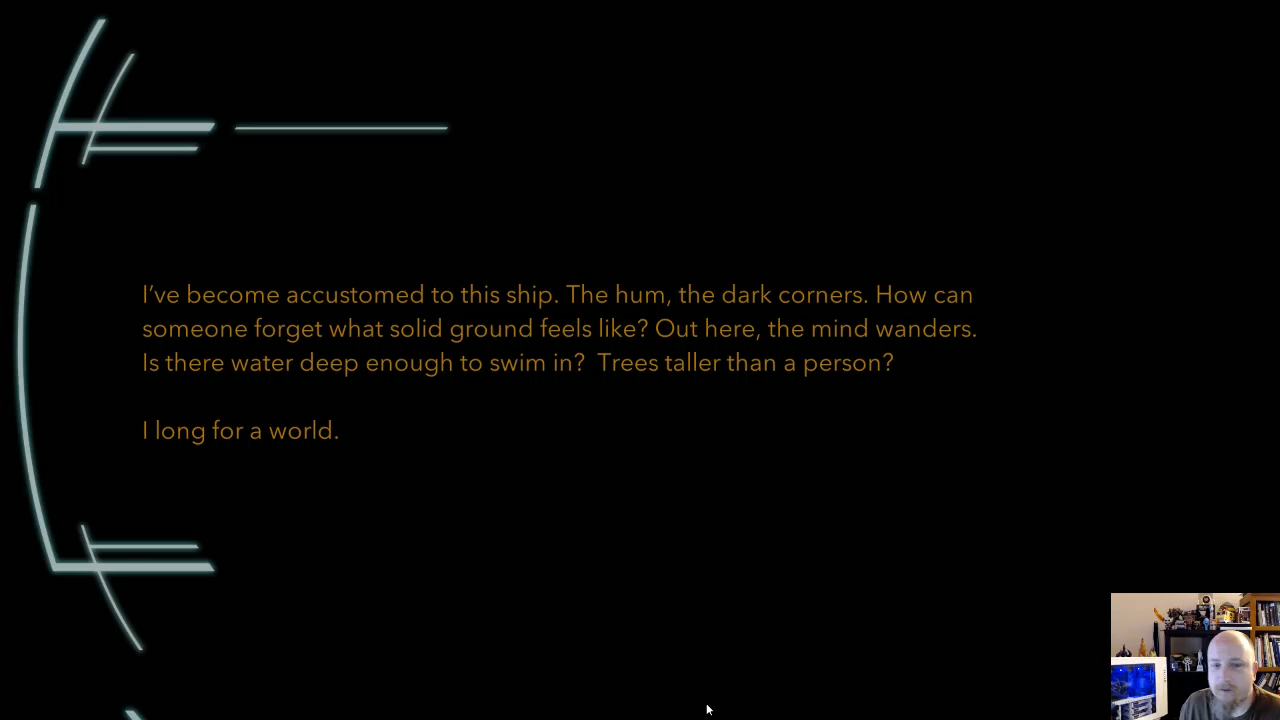 I’ve become accustomed to this ship. The hum, the dark corners. How can
someone forget what solid ground feels like? Out here, the mind wanders.
Is there water deep enough to swim in?  Trees taller than a person?
I long for a world.